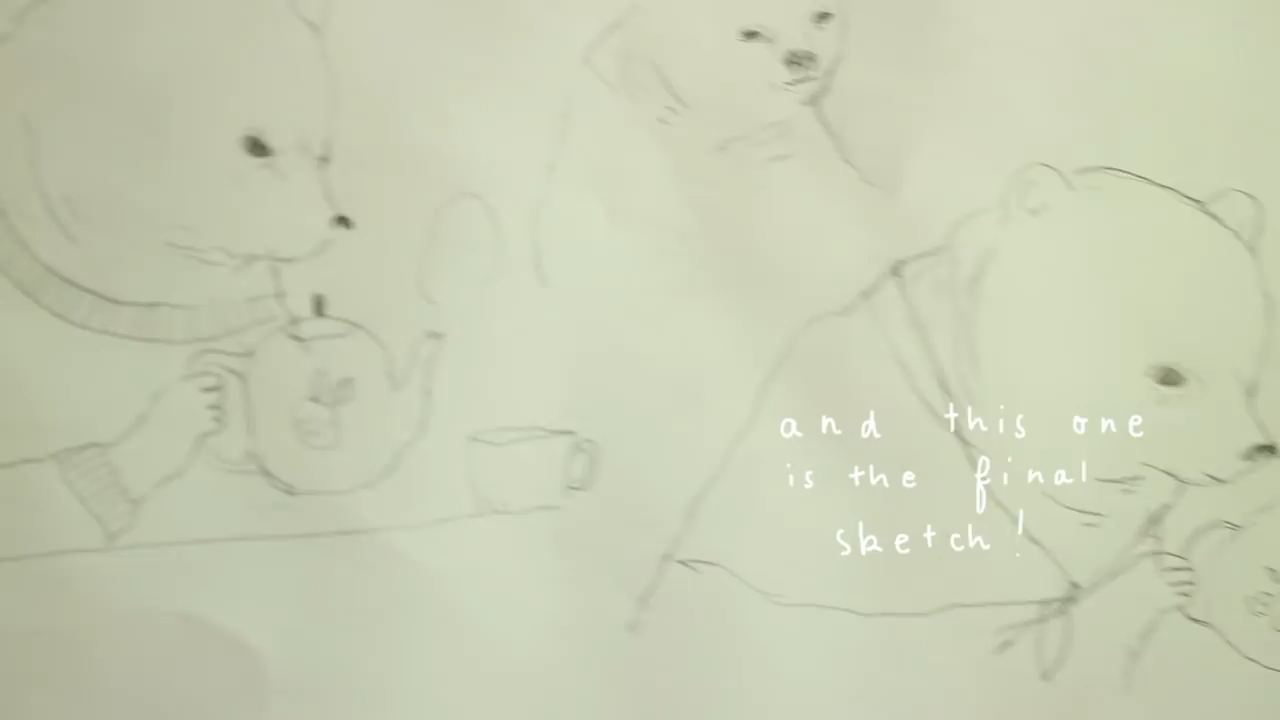 and this one
is the final
sketch!